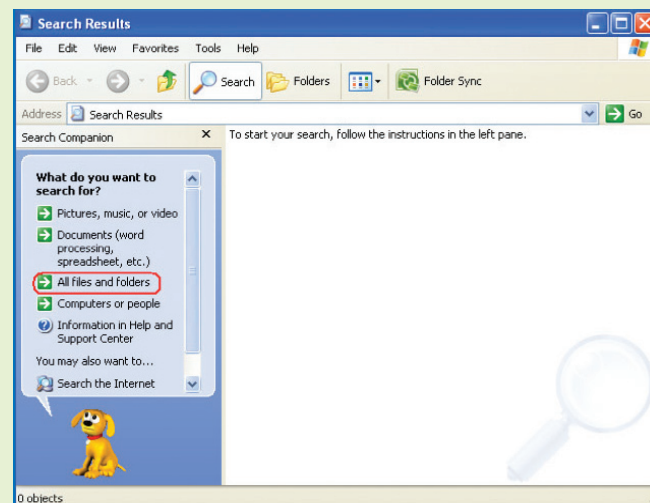 Search Results
File Edit View Favorites Tools Help
Back Search Folders Folder Sync
Address Search Results Go
Search Companion
To start your search, follow the instructions in the left pane.
What do you want to
search for?
Pictures, music, or video
Documents (word
processing,
spreadsheet, etc.)
All files and folders
Computers or people
Information in Help and
Support Center
You may also want to...
Search the Internet
0 objects